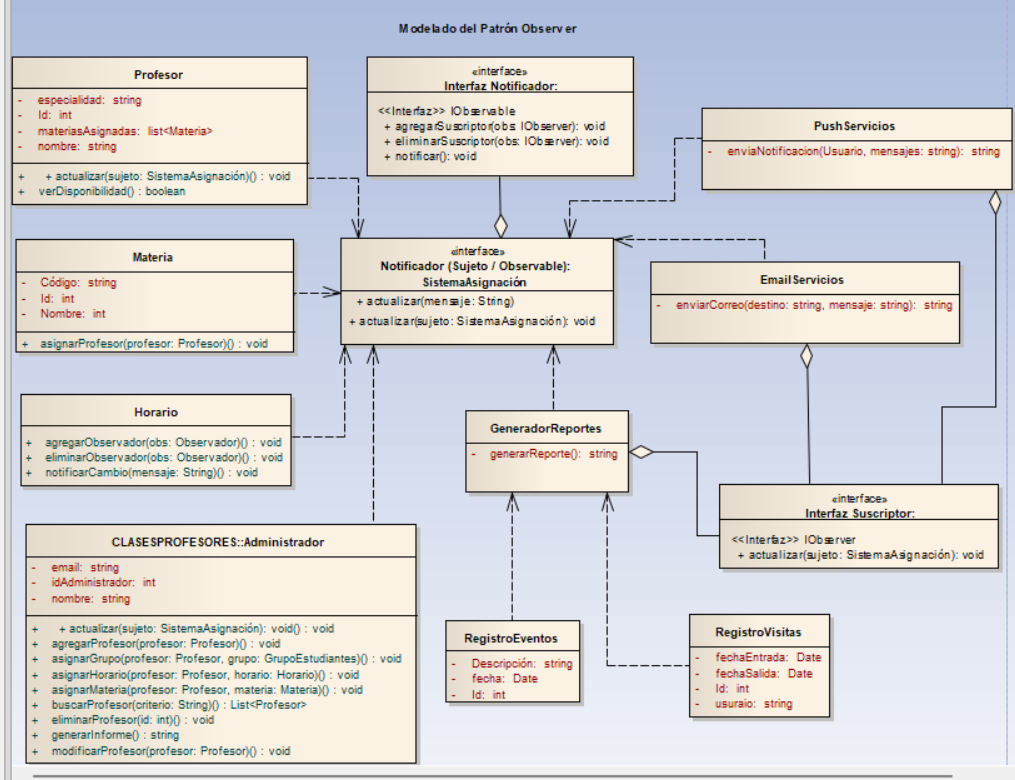 Modelado del Patrón Observer
Profesor
- especialidad: string
- Id: int
- materiasAsignadas: list<Materia>
- nombre: string
+ + actualizar(sujeto: SistemaAsignación)() : void
+ verDisponibilidad() : boolean
«interface»
Interfaz Notificador:
<<Interfaz>> IObservable
+ agregarSuscriptor(obs: IObserver): void
+ eliminarSuscriptor(obs: IObserver): void
+ notificar(): void
PushServicios
- enviaNotificacion(Usuario, mensajes: string): string
Materia
- Código: string
- Id: int
- Nombre: int
+ asignarProfesor(profesor: Profesor)() : void
«interface»
Notificador (Sujeto / Observable):
SistemaAsignación
+ actualizar(mensaje: String)
+ actualizar(sujeto: SistemaAsignación): void
EmailServicios
- enviarCorreo(destino: string, mensaje: string): string
Horario
+ agregarObservador(obs: Observador)() : void
+ eliminarObservador(obs: Observador)() : void
+ notificarCambio(mensaje: String)() : void
GeneradorReportes
- generarReporte(): string
«interface»
Interfaz Suscriptor:
<<Interfaz>> IObserver
+ actualizar(sujeto: SistemaAsignación): void
CLASESPROFESORES::Administrador
- email: string
- idAdministrador: int
- nombre: string
+ + actualizar(sujeto: SistemaAsignación): void() : void
+ agregarProfesor(profesor: Profesor)() : void
+ asignarGrupo(profesor: Profesor, grupo: GrupoEstudiantes)() : void
+ asignarHorario(profesor: Profesor, horario: Horario)() : void
+ asignarMateria(profesor: Profesor, materia: Materia)() : void
+ buscarProfesor(criterio: String)() : List<Profesor>
+ eliminarProfesor(id: int)() : void
+ generarInforme() : string
+ modificarProfesor(profesor: Profesor)() : void
RegistroEventos
- Descripción: string
- fecha: Date
- Id: int
RegistroVisitas
- fechaEntrada: Date
- fechaSalida: Date
- Id: int
- usuraio: string